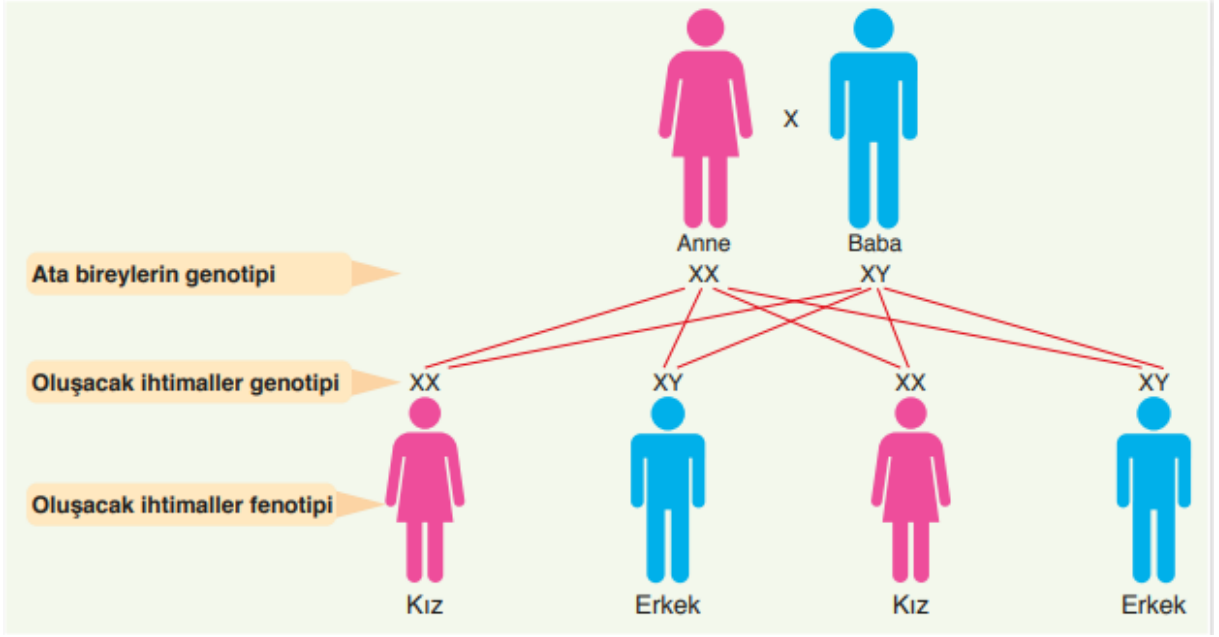 X
Anne Baba
Ata bireylerin genotipi XX XY
Oluşacak ihtimaller genotipi XX XY XX XY
Oluşacak ihtimaller fenotipi
Kız Erkek Kız Erkek